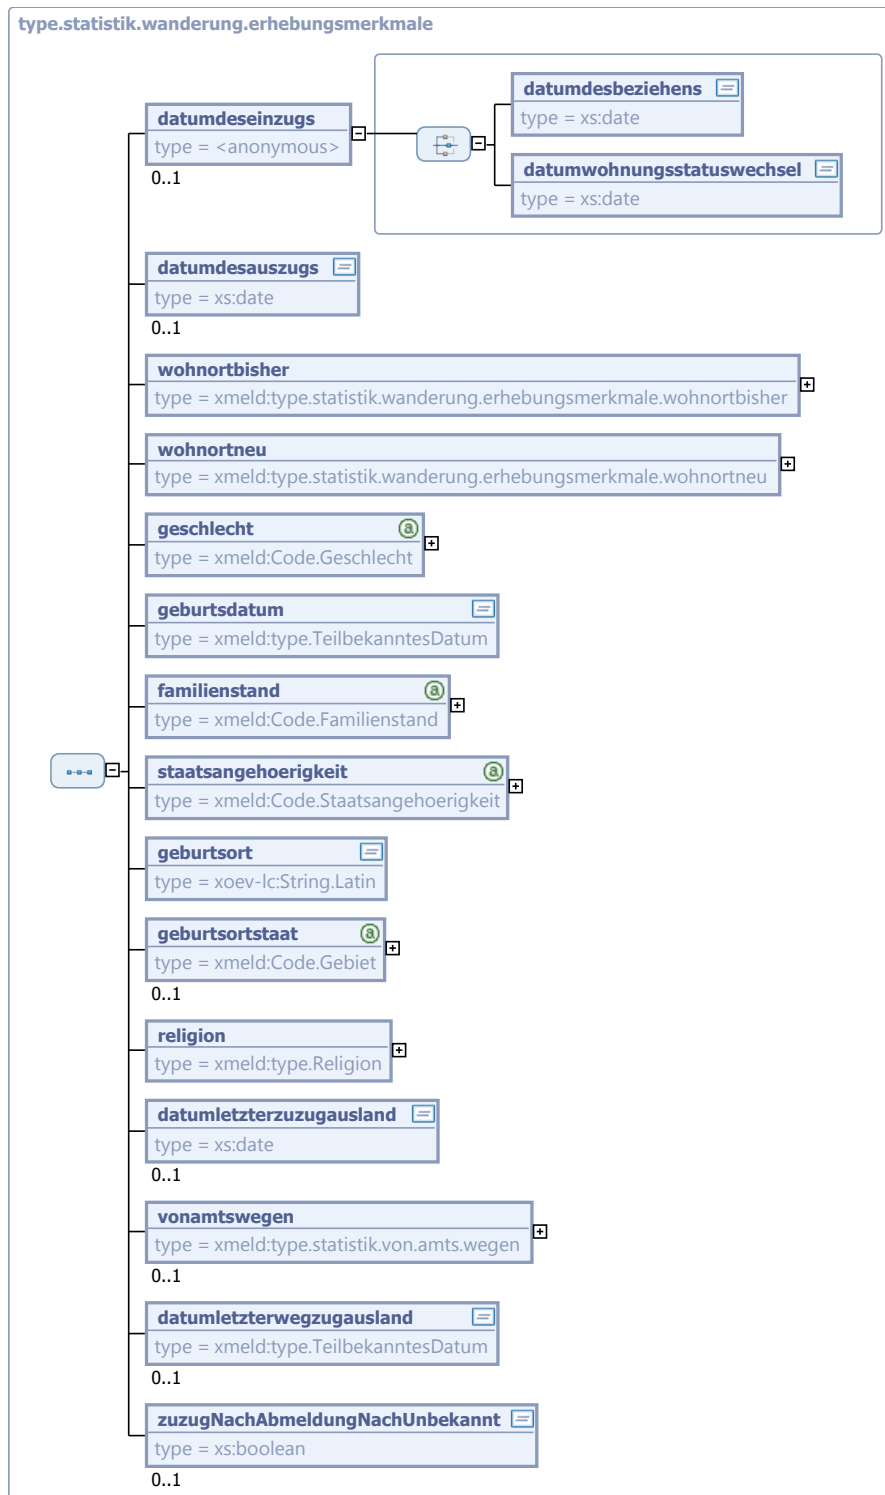 type.statistik.wanderung.erhebungsmerkmale
datumdeseinzugs
type = <anonymous>
0..1
datumdesbeziehens
type = xs:date
datumwohnungsstatuswechsel
type = xs:date
datumdesauszugs
type = xs:date
0..1
wohnortbisher
type = xmeld:type.statistik.wanderung.erhebungsmerkmale.wohnortbisher
wohnortneu
type = xmeld:type.statistik.wanderung.erhebungsmerkmale.wohnortneu
geschlecht
type = xmeld:Code.Geschlecht
geburtsdatum
type = xmeld:type.TeilbekanntesDatum
familienstand
type = xmeld:Code.Familienstand
staatsangehoerigkeit
type = xmeld:Code.Staatsangehoerigkeit
geburtsort
type = xoev-lc:String.Latin
geburtsortstaat
type = xmeld:Code.Gebiet
0..1
religion
type = xmeld:type.Religion
datumletzterzuzugausland
type = xs:date
0..1
vonamtswegen
type = xmeld:type.statistik.von.amts.wegen
0..1
datumletzterwegzugausland
type = xmeld:type.TeilbekanntesDatum
0..1
zuzugNachAbmeldungNachUnbekannt
type = xs:boolean
0..1